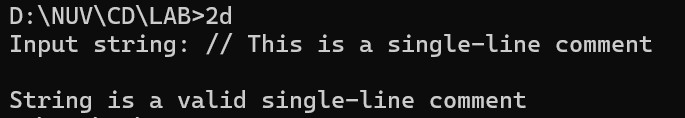 D:\NUV\CD\LAB>2d
Input string: // This is a single-line comment
String is a valid single-line comment